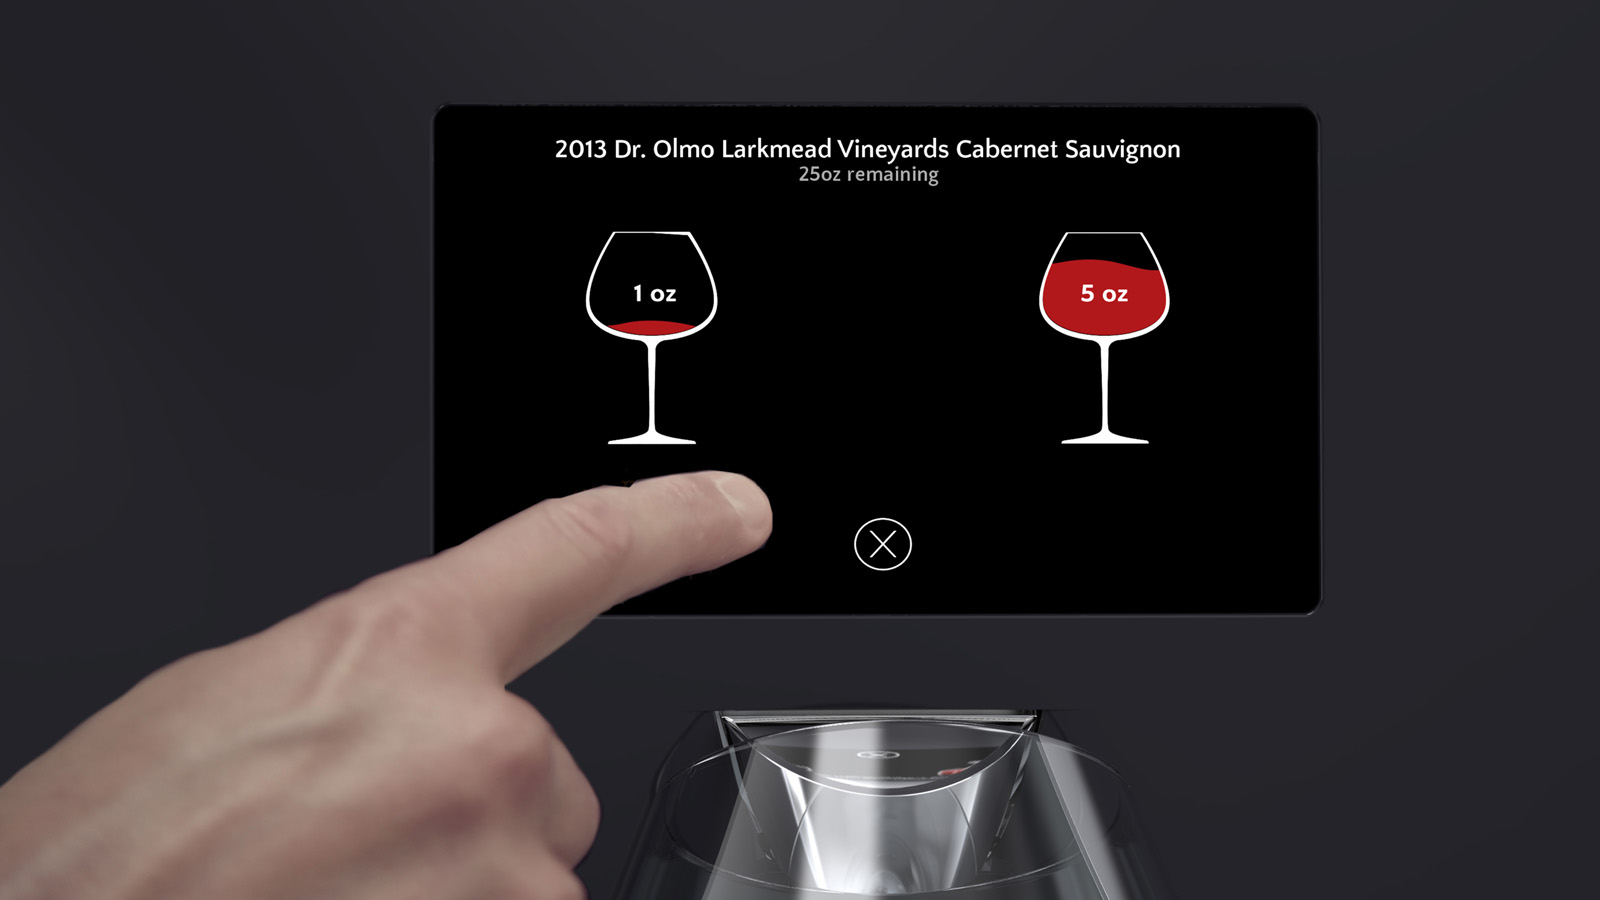 2013 Dr. Olmo Larkmead Vineyards Cabernet Sauvignon
25oz remaining
1 oz
5 oz